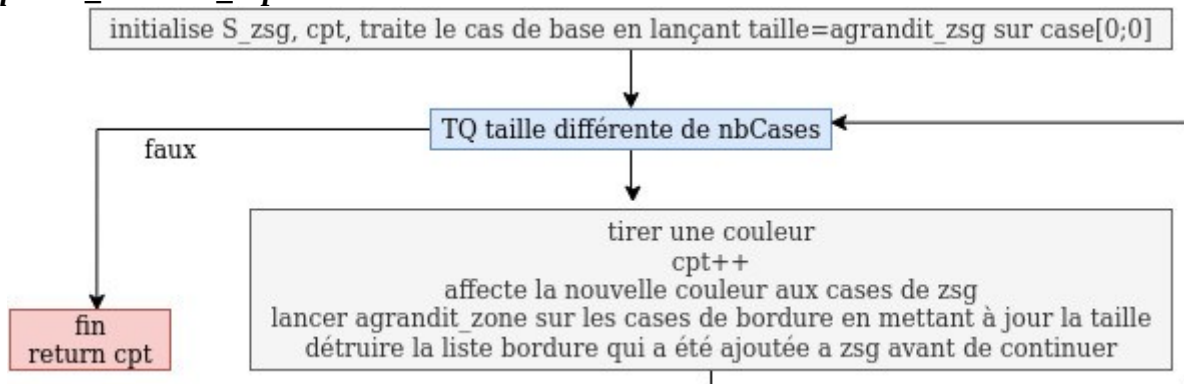 initialise S_zsg, cpt, traite le cas de base en lançant taille=agrandit_zsg sur case[0;0]
TQ taille différente de nbCases
faux
tirer une couleur
cpt++
affecte la nouvelle couleur aux cases de zsg
lancer agrandit_zone sur les cases de bordure en mettant à jour la taille
détruire la liste bordure qui a été ajoutée a zsg avant de continuer
fin
return cpt